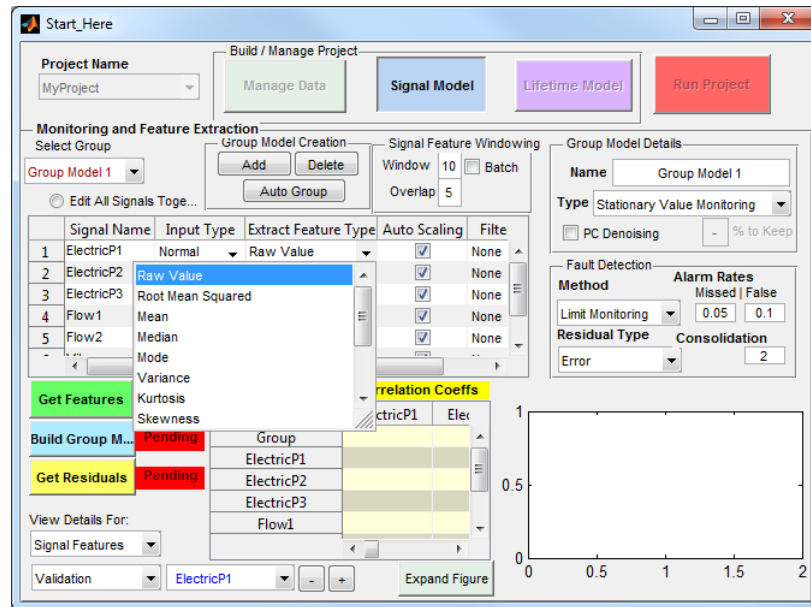 Start_Here
Project Name
MyProject
Build / Manage Project
Manage Data
Signal Model
Lifetime Model
Run Project
Monitoring and Feature Extraction
Select Group
Group Model 1
Edit All Signals Toge...
Group Model Creation
Add
Delete
Auto Group
Signal Feature Windowing
Window 10 Batch
Overlap 5
Group Model Details
Name Group Model 1
Type Stationary Value Monitoring
PC Denoising - % to Keep
Signal Name Input Type Extract Feature Type Auto Scaling Filte
1 ElectricP1 Normal Raw Value None
2 ElectricP2 None
3 ElectricP3 None
4 Flow1 None
5 Flow2 None
Raw Value
Root Mean Squared
Mean
Median
Mode
Variance
Kurtosis
Skewness
Fault Detection
Method
Alarm Rates
Missed | False
Limit Monitoring 0.05 0.1
Residual Type Consolidation
Error 2
Get Features
Build Group M... Pending
Get Residuals Pending
rrelation Coeffs
ctricP1 Elec
Group
ElectricP1
ElectricP2
ElectricP3
Flow1
View Details For:
Signal Features
Validation ElectricP1 - +
Expand Figure
1
0.5
0
0 0.5 1 1.5 2